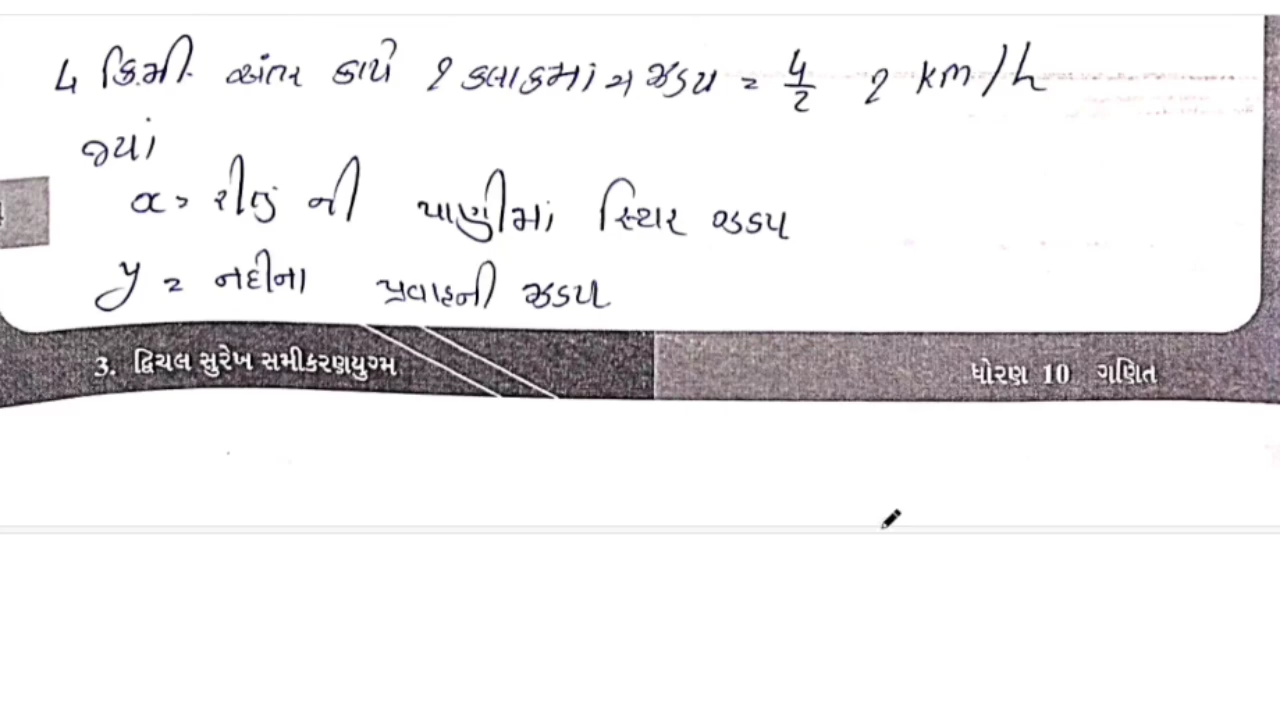 4 કિ.મી. અંતર કાપે 2 કલાકમાં ને ઝડપ = 4/2 2 km/h
જ્યાં
x = રીતુ ની પાણીમાં સ્થિર ઝડપ
y = નદીના પ્રવાહની ઝડપ
3. દ્વિચલ સુરેખ સમીકરણયુગ્મ
ધોરણ 10 ગણિત